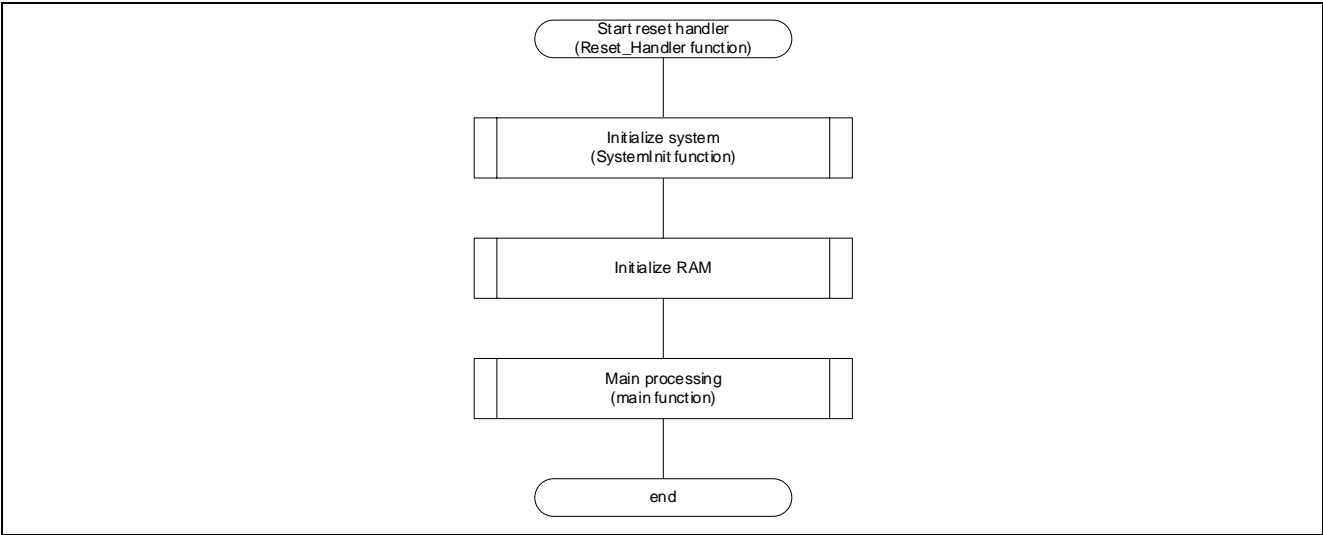 Start reset handler
(Reset_Handler function)
Initialize system
(SystemInit function)
Initialize RAM
Main processing
(main function)
end